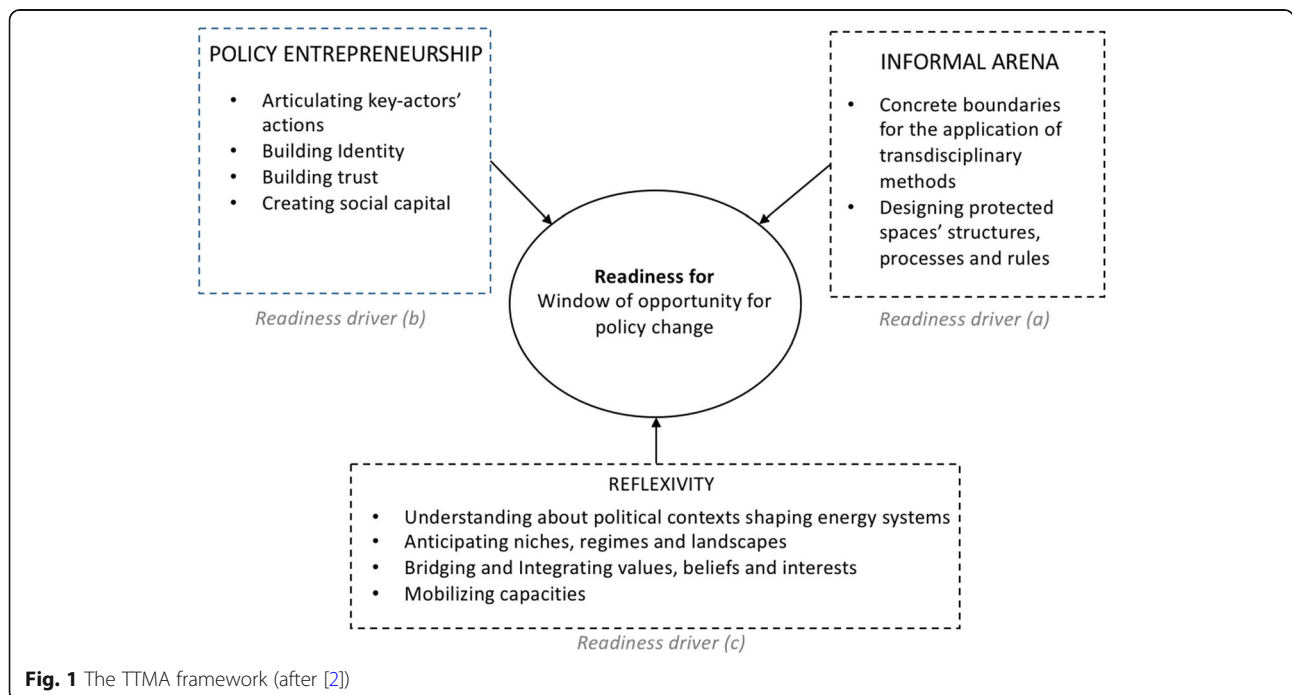 POLICY ENTREPRENEURSHIP
• Articulating key-actors'
actions
• Building Identity
• Building trust
• Creating social capital
Readiness driver (b)
INFORMAL ARENA
• Concrete boundaries
for the application of
transdisciplinary
methods
• Designing protected
spaces' structures,
processes and rules
Readiness driver (a)
Readiness for
Window of opportunity for
policy change
REFLEXIVITY
• Understanding about political contexts shaping energy systems
• Anticipating niches, regimes and landscapes
• Bridging and Integrating values, beliefs and interests
• Mobilizing capacities
Readiness driver (c)
Fig. 1 The TTMA framework (after [2])